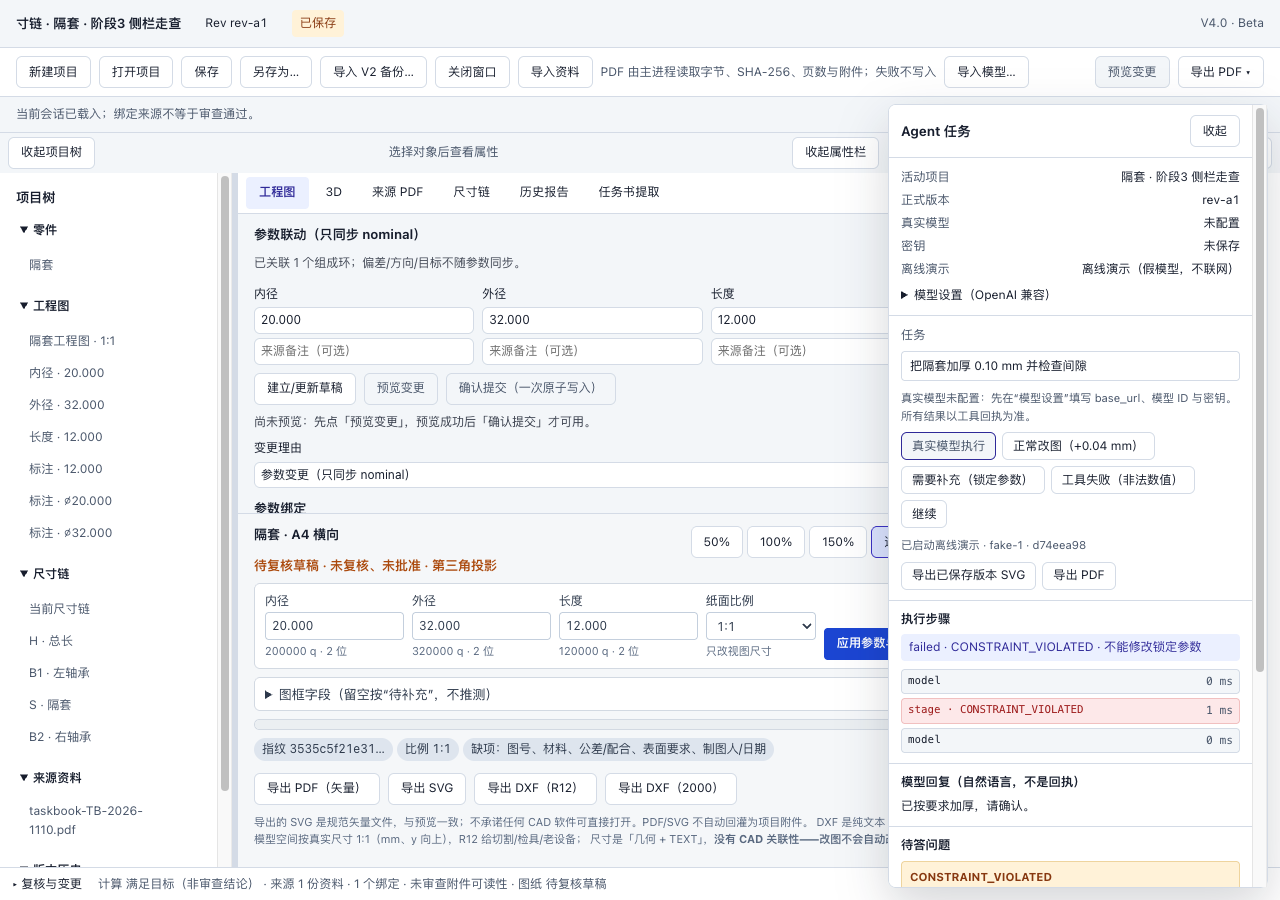 寸链 · 隔套 · 阶段3 侧栏走查 Rev rev-a1 已保存 V4.0 · Beta
新建项目 打开项目 保存 另存为… 导入 V2 备份… 关闭窗口 导入资料 PDF 由主进程读取字节、SHA-256、页数与附件；失败不写入 导入模型… 预览变更 导出 PDF ▾
当前会话已载入；绑定来源不等于审查通过。
收起项目树 选择对象后查看属性 收起属性栏
项目树
▼ 零件
隔套
▼ 工程图
隔套工程图 · 1:1
内径 · 20.000
外径 · 32.000
长度 · 12.000
标注 · 12.000
标注 · ⌀20.000
标注 · ⌀32.000
▼ 尺寸链
当前尺寸链
H · 总长
B1 · 左轴承
S · 隔套
B2 · 右轴承
▼ 来源资料
taskbook-TB-2026-
1110.pdf
工程图 3D 来源 PDF 尺寸链 历史报告 任务书提取
参数联动（只同步 nominal）
已关联 1 个组成环；偏差/方向/目标不随参数同步。
内径 外径 长度
20.000 32.000 12.000
来源备注（可选） 来源备注（可选） 来源备注（可选）
建立/更新草稿 预览变更 确认提交（一次原子写入）
尚未预览：先点「预览变更」，预览成功后「确认提交」才可用。
变更理由
参数变更（只同步 nominal）
参数绑定
隔套 · A4 横向 50% 100% 150%
待复核草稿 · 未复核、未批准 · 第三角投影
内径 外径 长度 纸面比例
20.000 32.000 12.000 1:1 应用参数
200000 q · 2 位 320000 q · 2 位 120000 q · 2 位 只改视图尺寸
▶ 图框字段（留空按“待补充”，不推测）
指纹 3535c5f21e31… 比例 1:1 缺项：图号、材料、公差/配合、表面要求、制图人/日期
导出 PDF（矢量） 导出 SVG 导出 DXF（R12） 导出 DXF（2000）
导出的 SVG 是规范矢量文件，与预览一致；不承诺任何 CAD 软件可直接打开。PDF/SVG 不自动回灌为项目附件。 DXF 是纯文本
模型空间按真实尺寸 1:1（mm、y 向上），R12 给切割/检具/老设备； 尺寸是「几何 + TEXT」，没有 CAD 关联性——改图不会自动
▸ 复核与变更 计算 满足目标（非审查结论） · 来源 1 份资料 · 1 个绑定 · 未审查附件可读性 · 图纸 待复核草稿
Agent 任务 收起
活动项目 隔套 · 阶段3 侧栏走查
正式版本 rev-a1
真实模型 未配置
密钥 未保存
离线演示 离线演示（假模型，不联网）
▶ 模型设置（OpenAI 兼容）
任务
把隔套加厚 0.10 mm 并检查间隙
真实模型未配置：先在“模型设置”填写 base_url、模型 ID 与密钥。
所有结果以工具回执为准。
真实模型执行 正常改图（+0.04 mm）
需要补充（锁定参数） 工具失败（非法数值）
继续
已启动离线演示 · fake-1 · d74eea98
导出已保存版本 SVG 导出 PDF
执行步骤
failed · CONSTRAINT_VIOLATED · 不能修改锁定参数
model 0 ms
stage · CONSTRAINT_VIOLATED 1 ms
model 0 ms
模型回复（自然语言，不是回执）
已按要求加厚，请确认。
待答问题
CONSTRAINT_VIOLATED